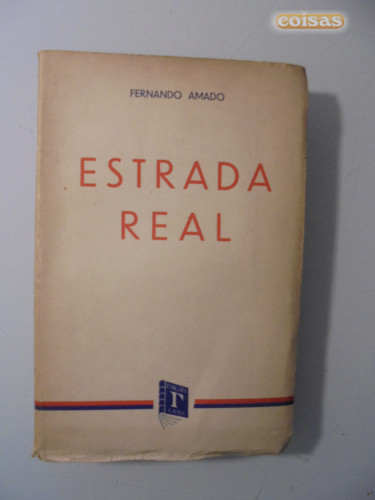 coisas
FERNANDO AMADO
ESTRADA
REAL
Γ